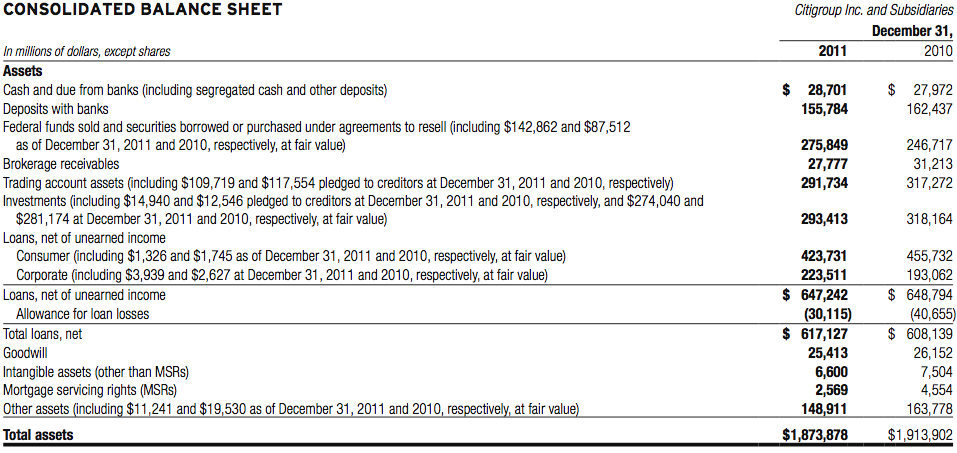 CONSOLIDATED BALANCE SHEET Citigroup Inc. and Subsidiaries
December 31,
In millions of dollars, except shares 2011 2010
Assets
Cash and due from banks (including segregated cash and other deposits) $ 28,701 $ 27,972
Deposits with banks 155,784 162,437
Federal funds sold and securities borrowed or purchased under agreements to resell (including $142,862 and $87,512
as of December 31, 2011 and 2010, respectively, at fair value) 275,849 246,717
Brokerage receivables 27,777 31,213
Trading account assets (including $109,719 and $117,554 pledged to creditors at December 31, 2011 and 2010, respectively) 291,734 317,272
Investments (including $14,940 and $12,546 pledged to creditors at December 31, 2011 and 2010, respectively, and $274,040 and
$281,174 at December 31, 2011 and 2010, respectively, at fair value) 293,413 318,164
Loans, net of unearned income
Consumer (including $1,326 and $1,745 as of December 31, 2011 and 2010, respectively, at fair value) 423,731 455,732
Corporate (including $3,939 and $2,627 at December 31, 2011 and 2010, respectively, at fair value) 223,511 193,062
Loans, net of unearned income $ 647,242 $ 648,794
Allowance for loan losses (30,115) (40,655)
Total loans, net $ 617,127 $ 608,139
Goodwill 25,413 26,152
Intangible assets (other than MSRs) 6,600 7,504
Mortgage servicing rights (MSRs) 2,569 4,554
Other assets (including $11,241 and $19,530 as of December 31, 2011 and 2010, respectively, at fair value) 148,911 163,778
Total assets $1,873,878 $1,913,902